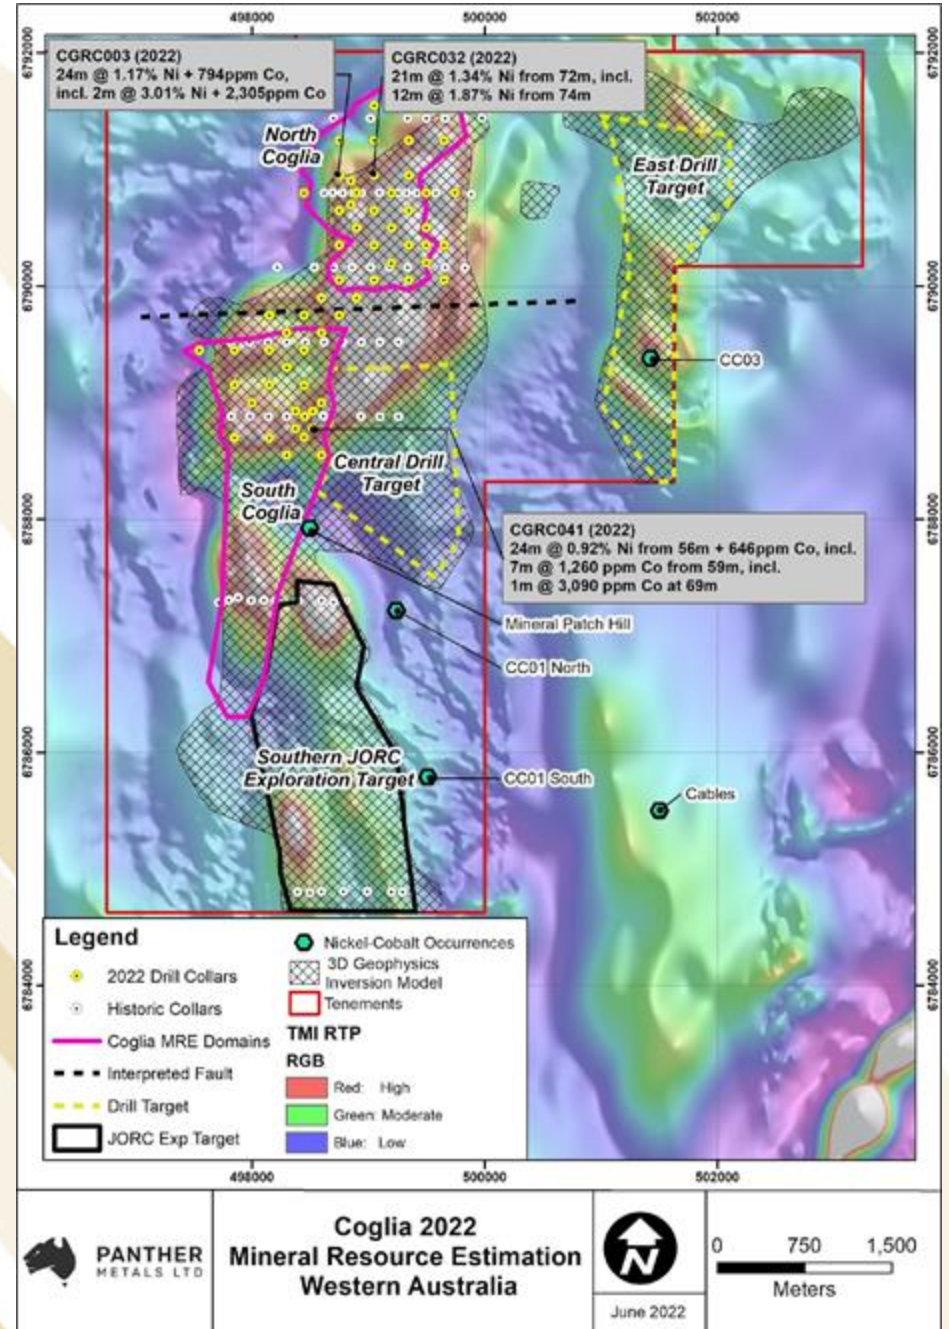 498000
500000
502000
6792000
6792000
CGRC003 (2022)
24m @ 1.17% Ni + 794ppm Co,
incl. 2m @ 3.01% Ni + 2,305ppm Co
CGRC032 (2022)
21m @ 1.34% Ni from 72m, incl.
12m @ 1.87% Ni from 74m
North
Coglia
East Drill
Target
6790000
6790000
CC03
Central Drill
Target
South
Coglia
6788000
6788000
CGRC041 (2022)
24m @ 0.92% Ni from 56m + 646ppm Co, incl.
7m @ 1,260 ppm Co from 59m, incl.
1m @ 3,090 ppm Co at 69m
Mineral Patch Hill
CC01 North
6786000
6786000
Southern JORC
Exploration Target
CC01 South
Cables
6784000
6784000
Legend
2022 Drill Collars
Historic Collars
Coglia MRE Domains
Interpreted Fault
Drill Target
JORC Exp Target
Nickel-Cobalt Occurrences
3D Geophysics
Inversion Model
Tenements
TMI RTP
RGB
Red: High
Green: Moderate
Blue: Low
498000
500000
502000
PANTHER
METALS LTD
Coglia 2022
Mineral Resource Estimation
Western Australia
N
June 2022
0 750 1,500
Meters